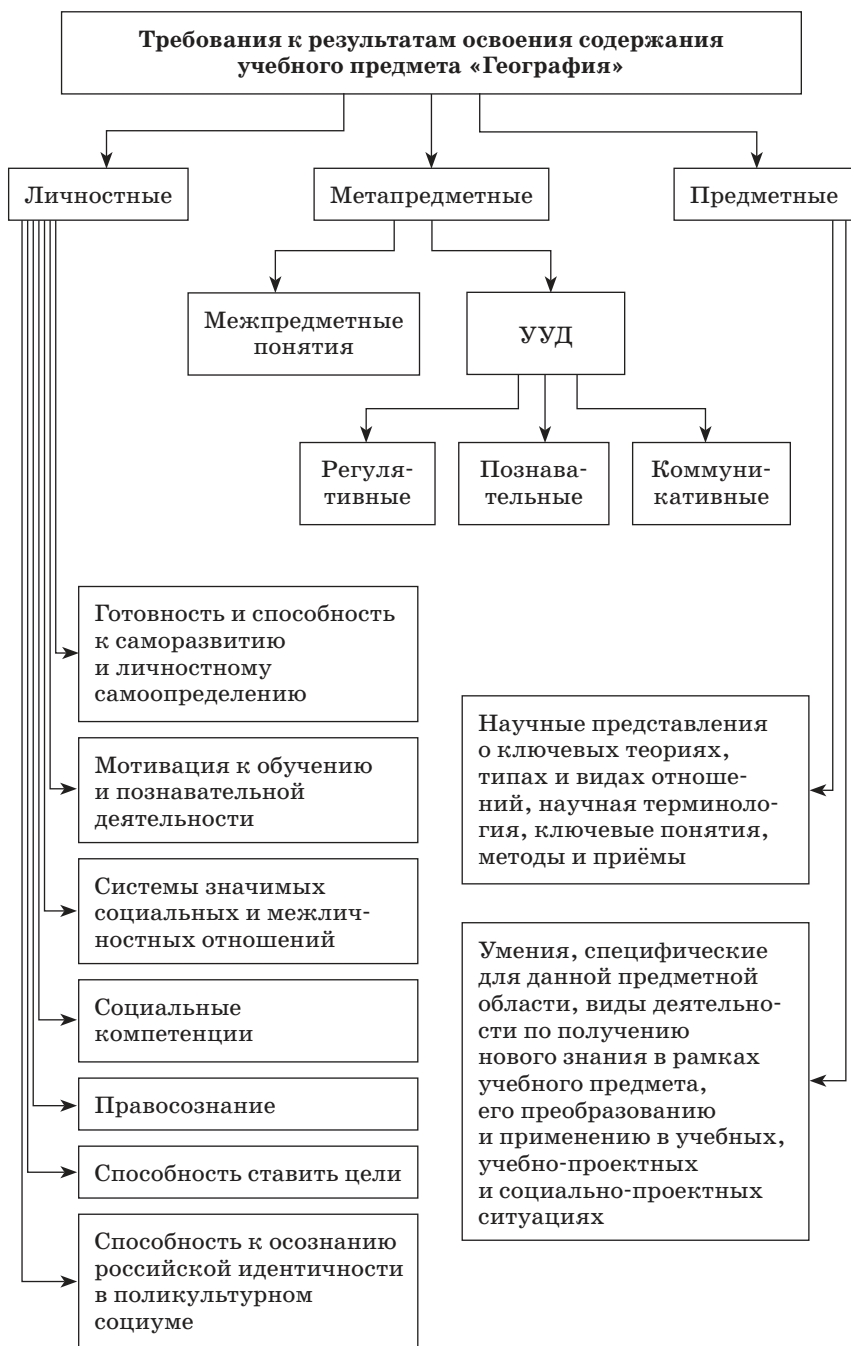 Требования к результатам освоения содержания
учебного предмета «География»
Личностные
Метапредметные
Предметные
Межпредметные
понятия
УУД
Регуля-
тивные
Познава-
тельные
Коммуни-
кативные
Готовность и способность
к саморазвитию
и личностному
самоопределению
Мотивация к обучению
и познавательной
деятельности
Системы значимых
социальных и межлич-
ностных отношений
Социальные
компетенции
Правосознание
Способность ставить цели
Способность к осознанию
российской идентичности
в поликультурном
социуме
Научные представления
о ключевых теориях,
типах и видах отноше-
ний, научная терминоло-
гия, ключевые понятия,
методы и приёмы
Умения, специфические
для данной предметной
области, виды деятельно-
сти по получению
нового знания в рамках
учебного предмета,
его преобразованию
и применению в учебных,
учебно-проектных
и социально-проектных
ситуациях